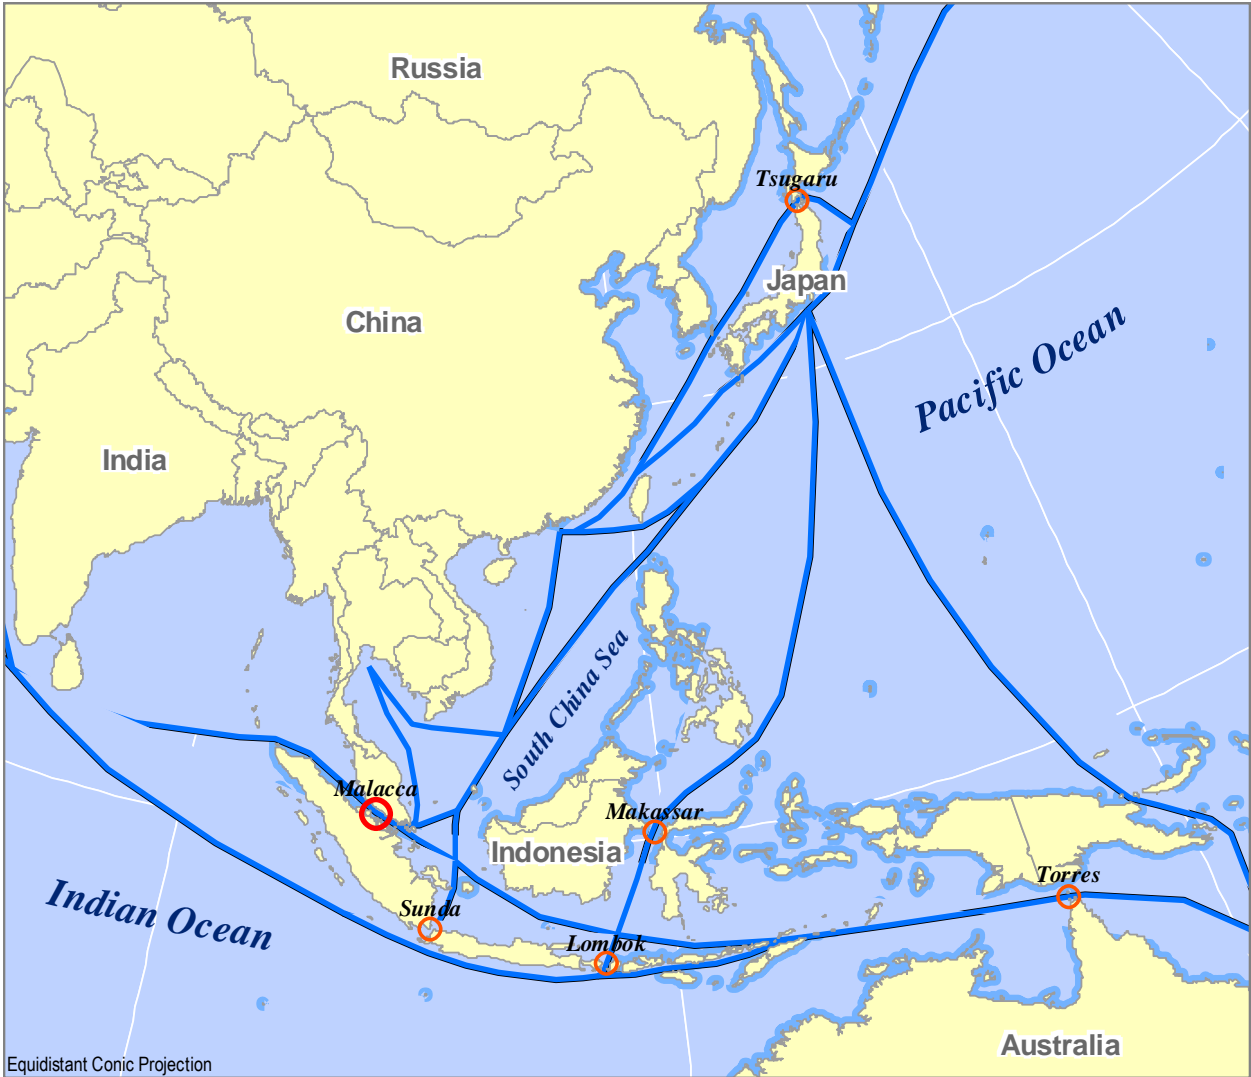 Russia
Tsugaru
Japan
China
Pacific Ocean
India
South China Sea
Malacca
Makassar
Indonesia
Torres
Indian Ocean
Sunda
Lombok
Australia
Equidistant Conic Projection